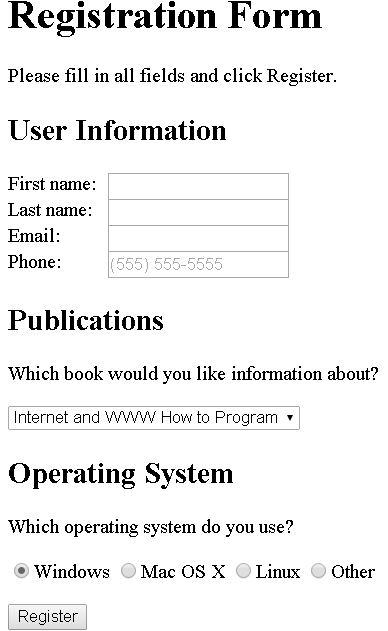 Registration Form
Please fill in all fields and click Register.
User Information
First name:
Last name:
Email:
Phone: (555) 555-5555
Publications
Which book would you like information about?
Internet and WWW How to Program
Operating System
Which operating system do you use?
Windows Mac OS X Linux Other
Register